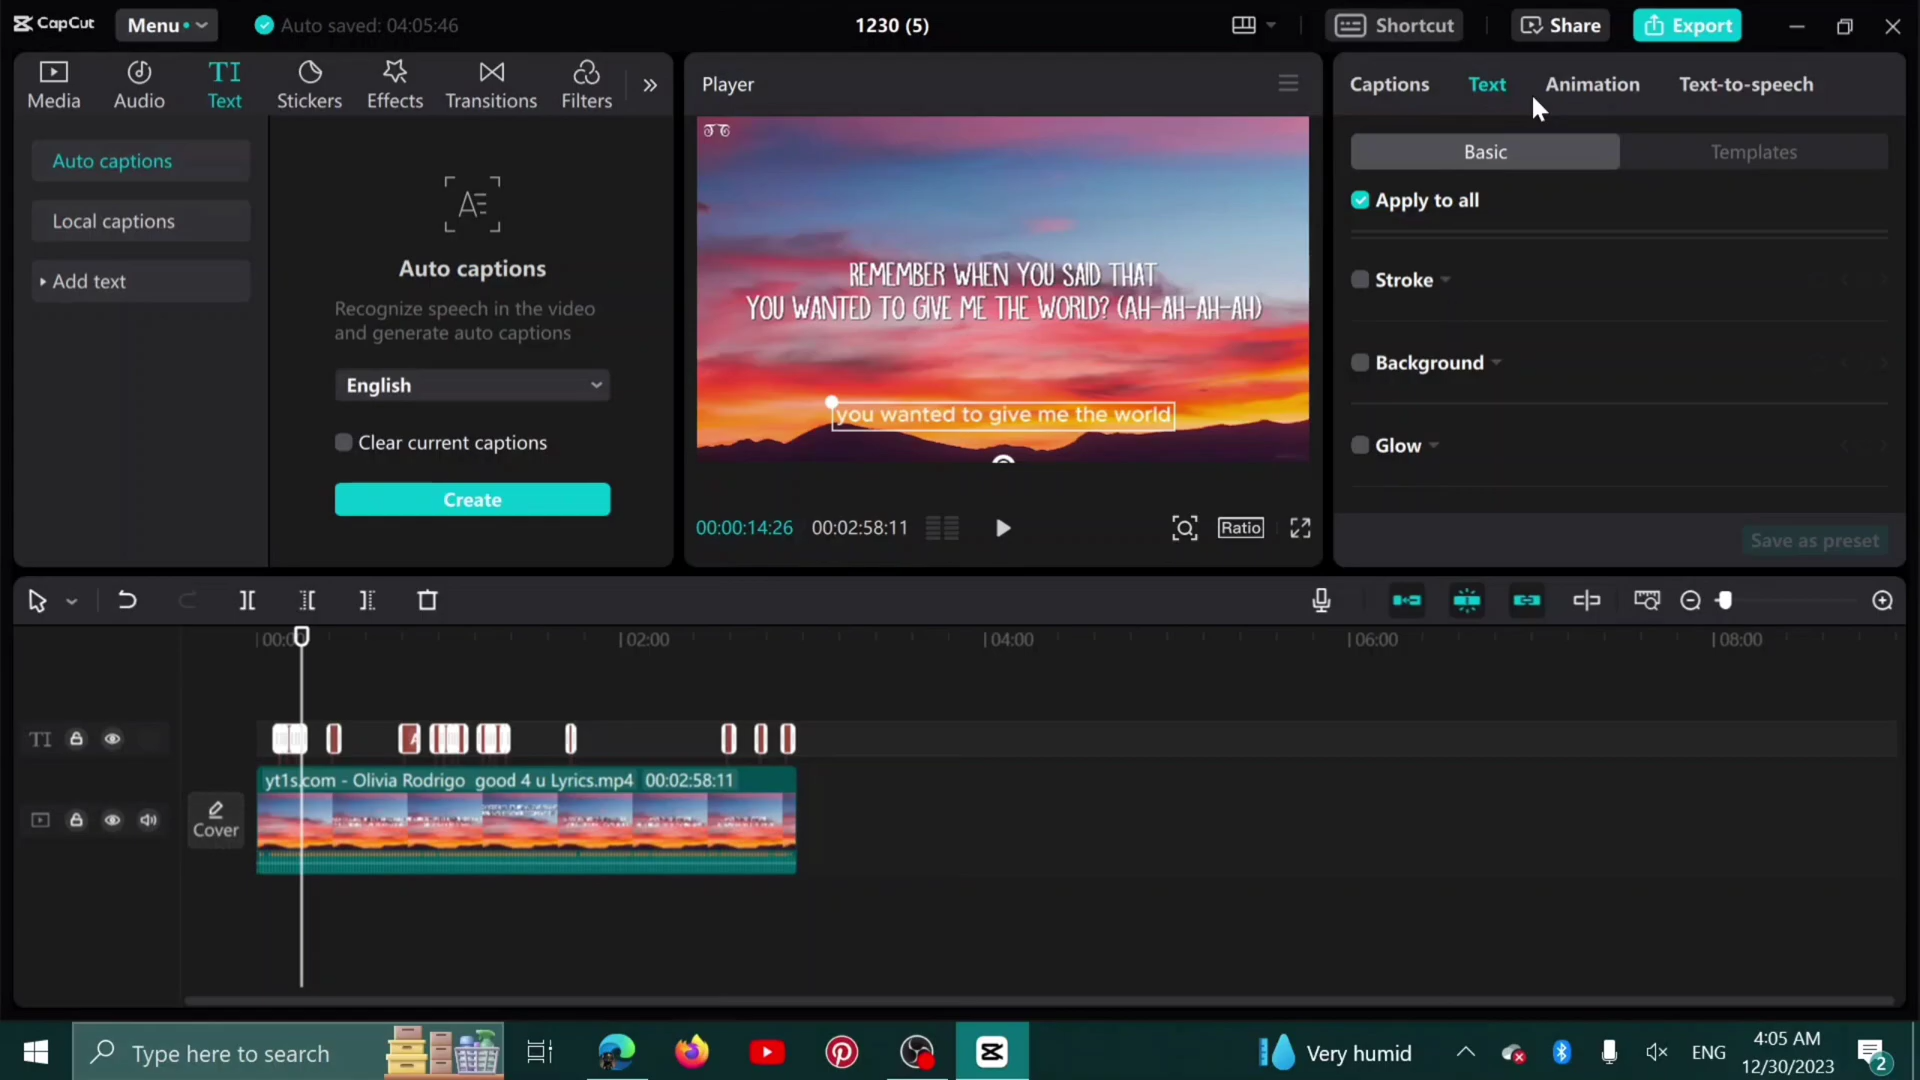 CapCut
Menu
Auto saved: 04:05:46
1230 (5)
Shortcut
Share
Export
Media
Audio
TI
Text
Stickers
Effects
Transitions
Filters
Player
Captions
Text
Animation
Text-to-speech
Auto captions
Local captions
Add text
Auto captions
Recognize speech in the video
and generate auto captions
English
Clear current captions
Create
REMEMBER WHEN YOU SAID THAT
YOU WANTED TO GIVE ME THE WORLD? (AH-AH-AH-AH)
you wanted to give me the world
00:00:14:26
00:02:58:11
Ratio
Basic
Templates
Apply to all
Stroke
Background
Glow
Save as preset
02:00
04:00
06:00
08:00
TI
yt1s.com - Olivia Rodrigo good 4 u Lyrics.mp4 00:02:58:11
Cover
Type here to search
Very humid
ENG
4:05 AM
12/30/2023
2